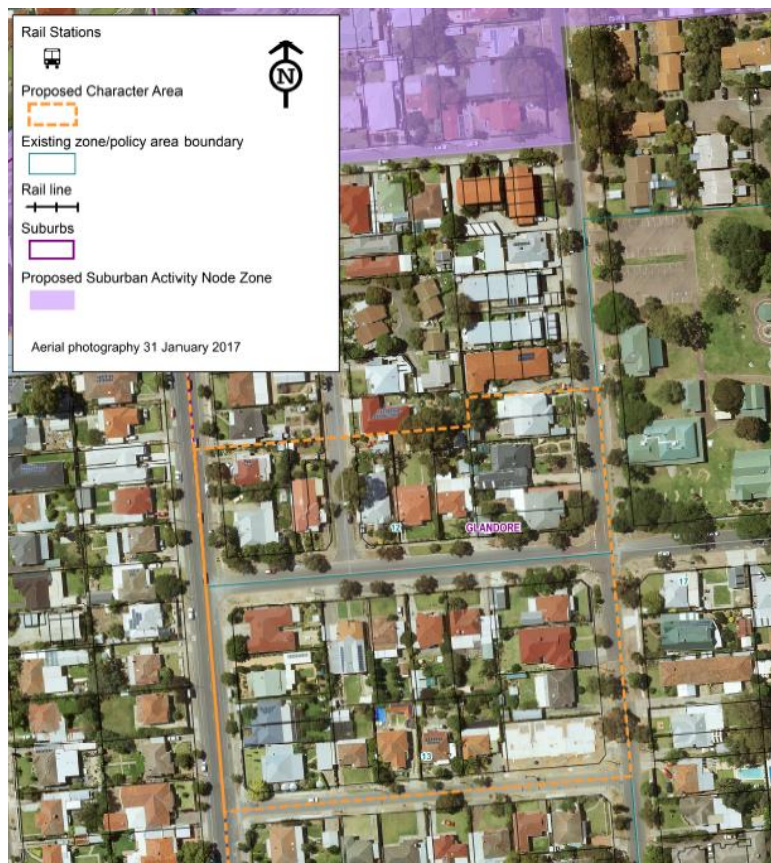 Rail Stations
N
Proposed Character Area
Existing zone/policy area boundary
Rail line
Suburbs
Proposed Suburban Activity Node Zone
Aerial photography 31 January 2017
12
GLANDORE
17
13